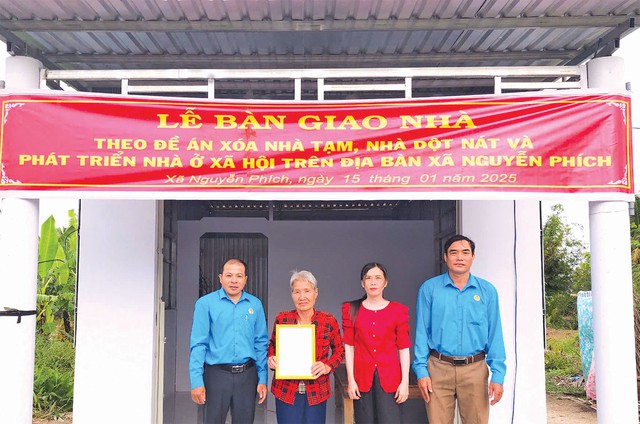 LỄ BÀN GIAO NHÀ
THEO ĐỀ ÁN XÓA NHÀ TẠM, NHÀ DỘT NÁT VÀ
PHÁT TRIỂN NHÀ Ở XÃ HỘI TRÊN ĐỊA BÀN XÃ NGUYỄN PHÍCH
Xã Nguyễn Phích, ngày 15 tháng 01 năm 2025